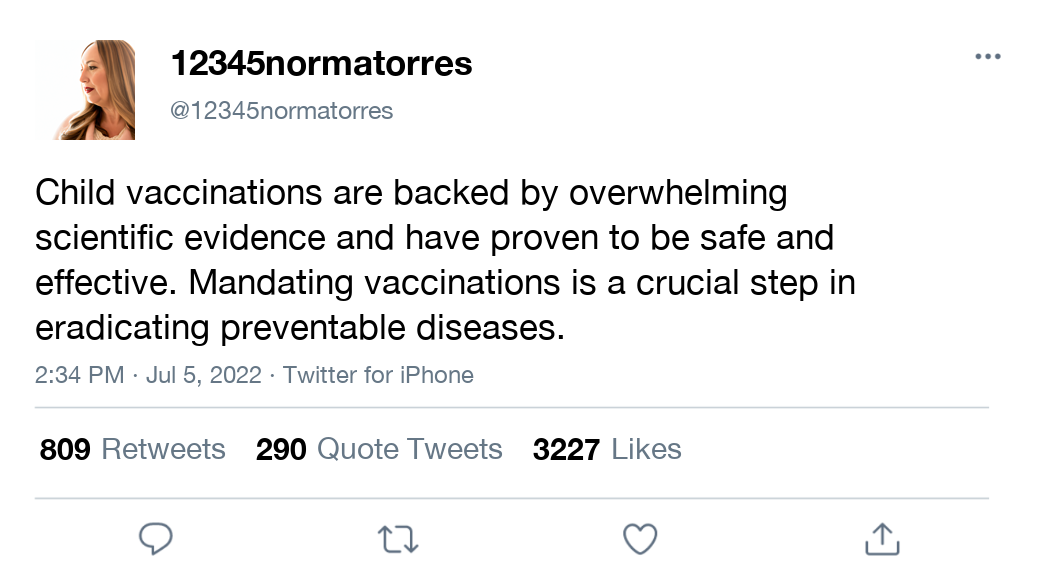 12345normatorres
@12345normatorres
Child vaccinations are backed by overwhelming
scientific evidence and have proven to be safe and
effective. Mandating vaccinations is a crucial step in
eradicating preventable diseases.
2:34 PM · Jul 5, 2022 · Twitter for iPhone
809 Retweets 290 Quote Tweets 3227 Likes